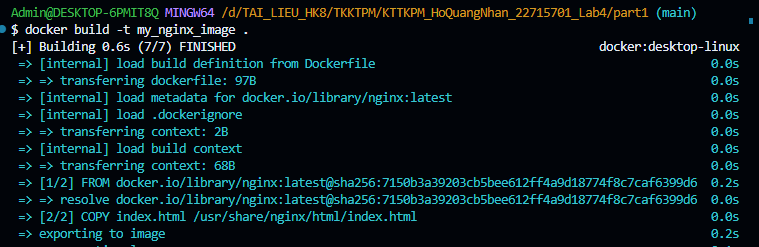 Admin@DESKTOP-6PMIT8Q MINGW64 /d/TAI_LIEU_HK8/TKKTPM/KTTKPM_HoQuangNhan_22715701_Lab4/part1 (main)
$ docker build -t my_nginx_image .
[+] Building 0.6s (7/7) FINISHED docker:desktop-linux
=> [internal] load build definition from Dockerfile 0.0s
=> => transferring dockerfile: 97B 0.0s
=> [internal] load metadata for docker.io/library/nginx:latest 0.0s
=> [internal] load .dockerignore 0.0s
=> => transferring context: 2B 0.0s
=> [internal] load build context 0.0s
=> => transferring context: 68B 0.0s
=> [1/2] FROM docker.io/library/nginx:latest@sha256:7150b3a39203cb5bee612ff4a9d18774f8c7caf6399d6 0.2s
=> => resolve docker.io/library/nginx:latest@sha256:7150b3a39203cb5bee612ff4a9d18774f8c7caf6399d6 0.0s
=> [2/2] COPY index.html /usr/share/nginx/html/index.html 0.0s
=> exporting to image 0.2s